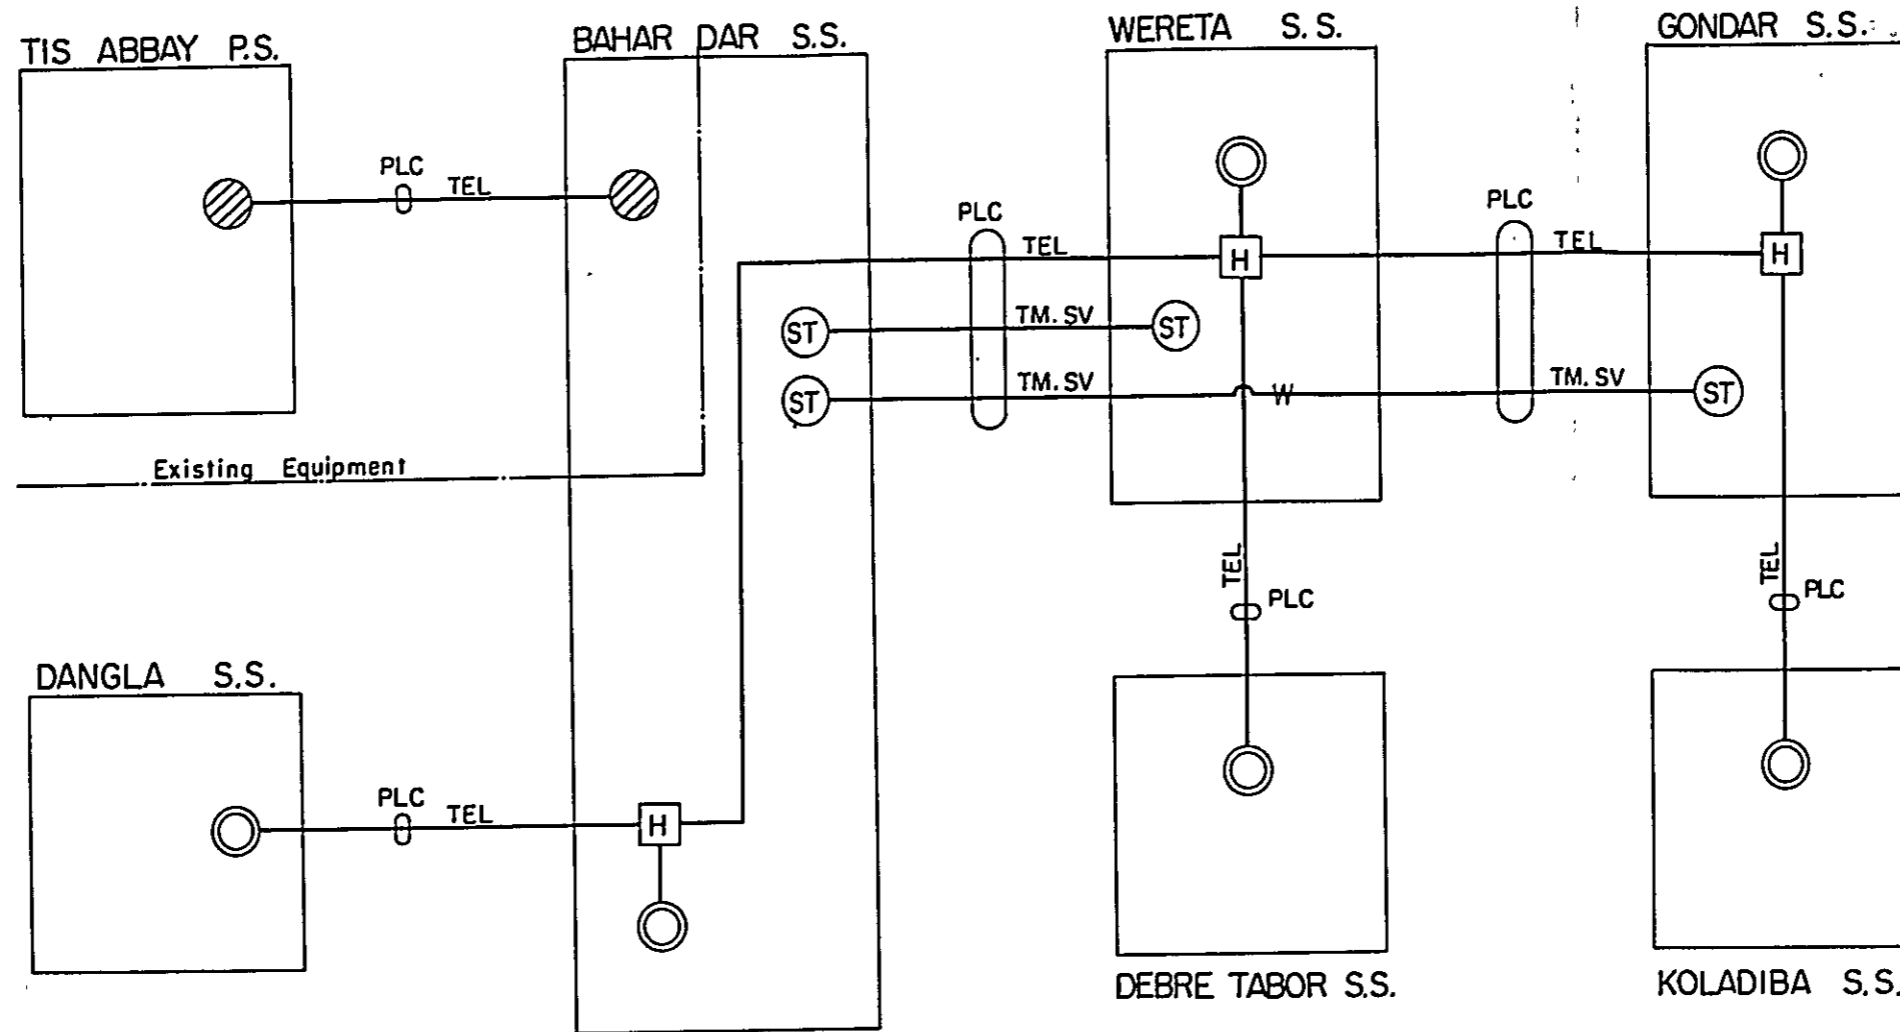 TIS ABBAY P.S.
BAHAR DAR S.S.
WERETA S.S.
GONDAR S.S.
PLC
TEL
PLC
TEL
PLC
TEL
H
H
TM.SV
ST
ST
TM.SV
ST
W
TM.SV
ST
Existing Equipment
TEL
PLC
TEL
PLC
DANGLA S.S.
PLC
TEL
H
DEBRE TABOR S.S.
KOLADIBA S.S.